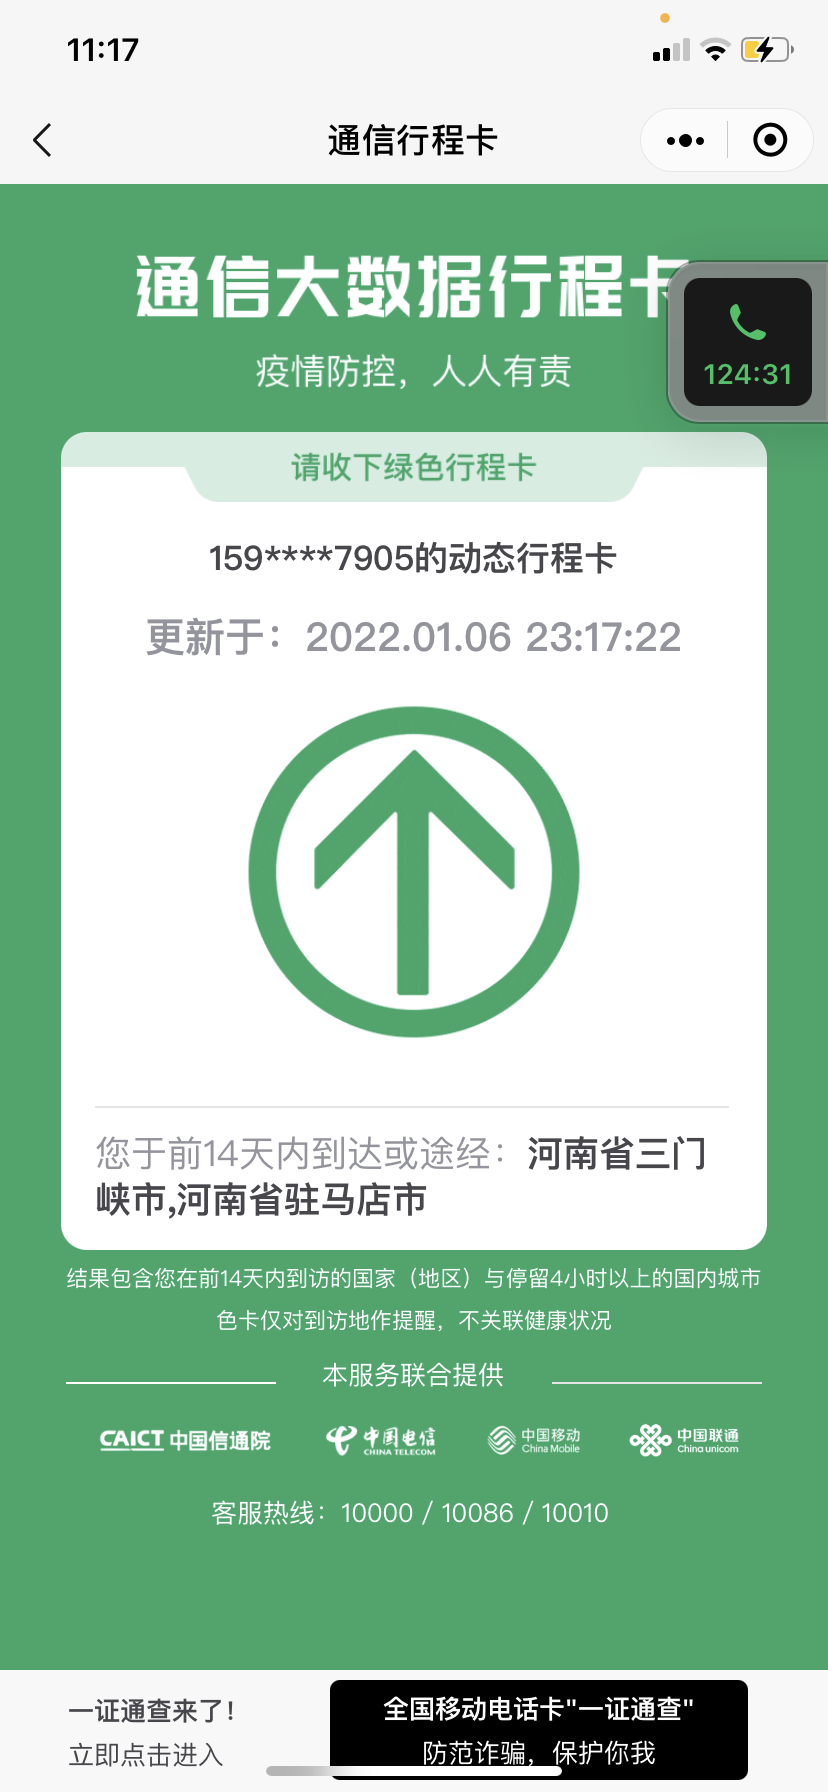 11:17
通信行程卡
通信大数据行程卡
124:31
疫情防控，人人有责
请收下绿色行程卡
159****7905的动态行程卡
更新于：2022.01.06 23:17:22
您于前14天内到达或途经：河南省三门
峡市,河南省驻马店市
结果包含您在前14天内到访的国家（地区）与停留4小时以上的国内城市
色卡仅对到访地作提醒，不关联健康状况
本服务联合提供
CAICT 中国信通院
中国电信
CHINA TELECOM
中国移动
China Mobile
中国联通
China unicom
客服热线：10000 / 10086 / 10010
一证通查来了！
立即点击进入
全国移动电话卡"一证通查"
防范诈骗，保护你我